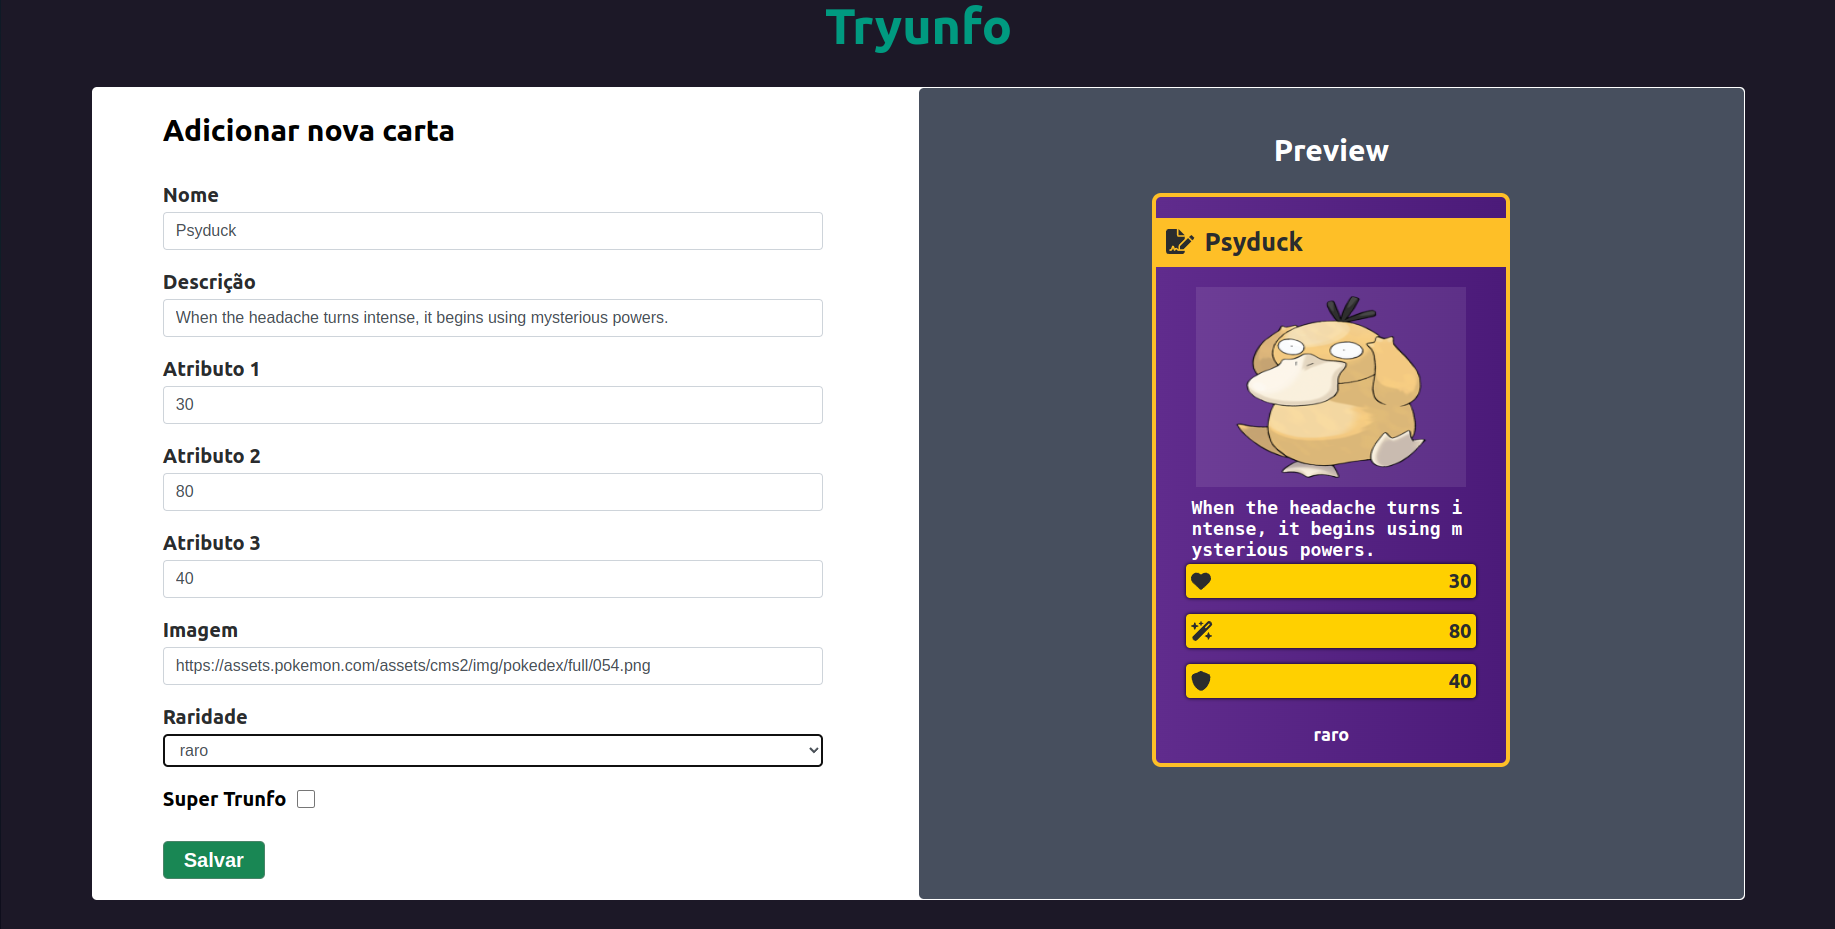 Tryunfo
Adicionar nova carta
Nome
Psyduck
Descrição
When the headache turns intense, it begins using mysterious powers.
Atributo 1
30
Atributo 2
80
Atributo 3
40
Imagem
https://assets.pokemon.com/assets/cms2/img/pokedex/full/054.png
Raridade
raro
Super Trunfo
Salvar
Preview
Psyduck
When the headache turns i
ntense, it begins using m
ysterious powers.
30
80
40
raro